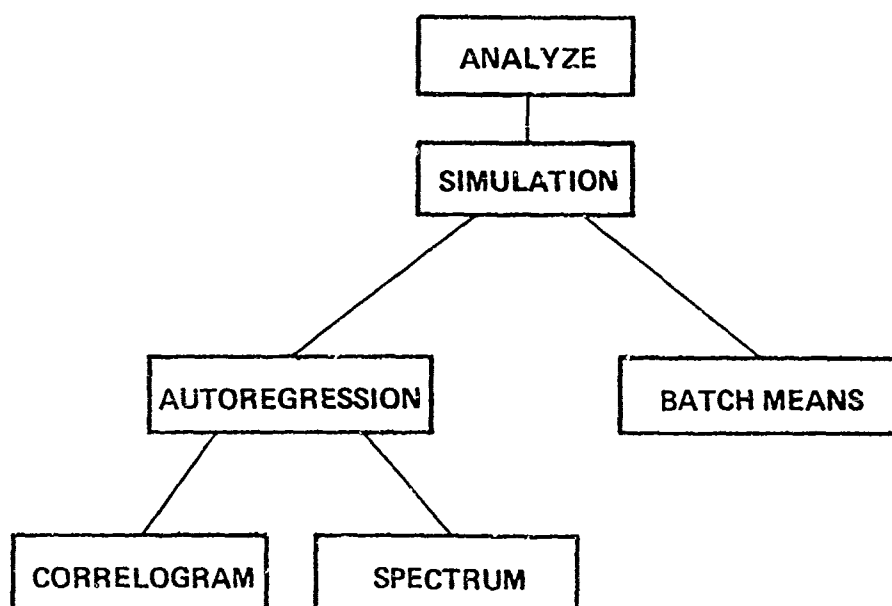 ANALYZE
SIMULATION
AUTOREGRESSION
BATCH MEANS
CORRELOGRAM
SPECTRUM